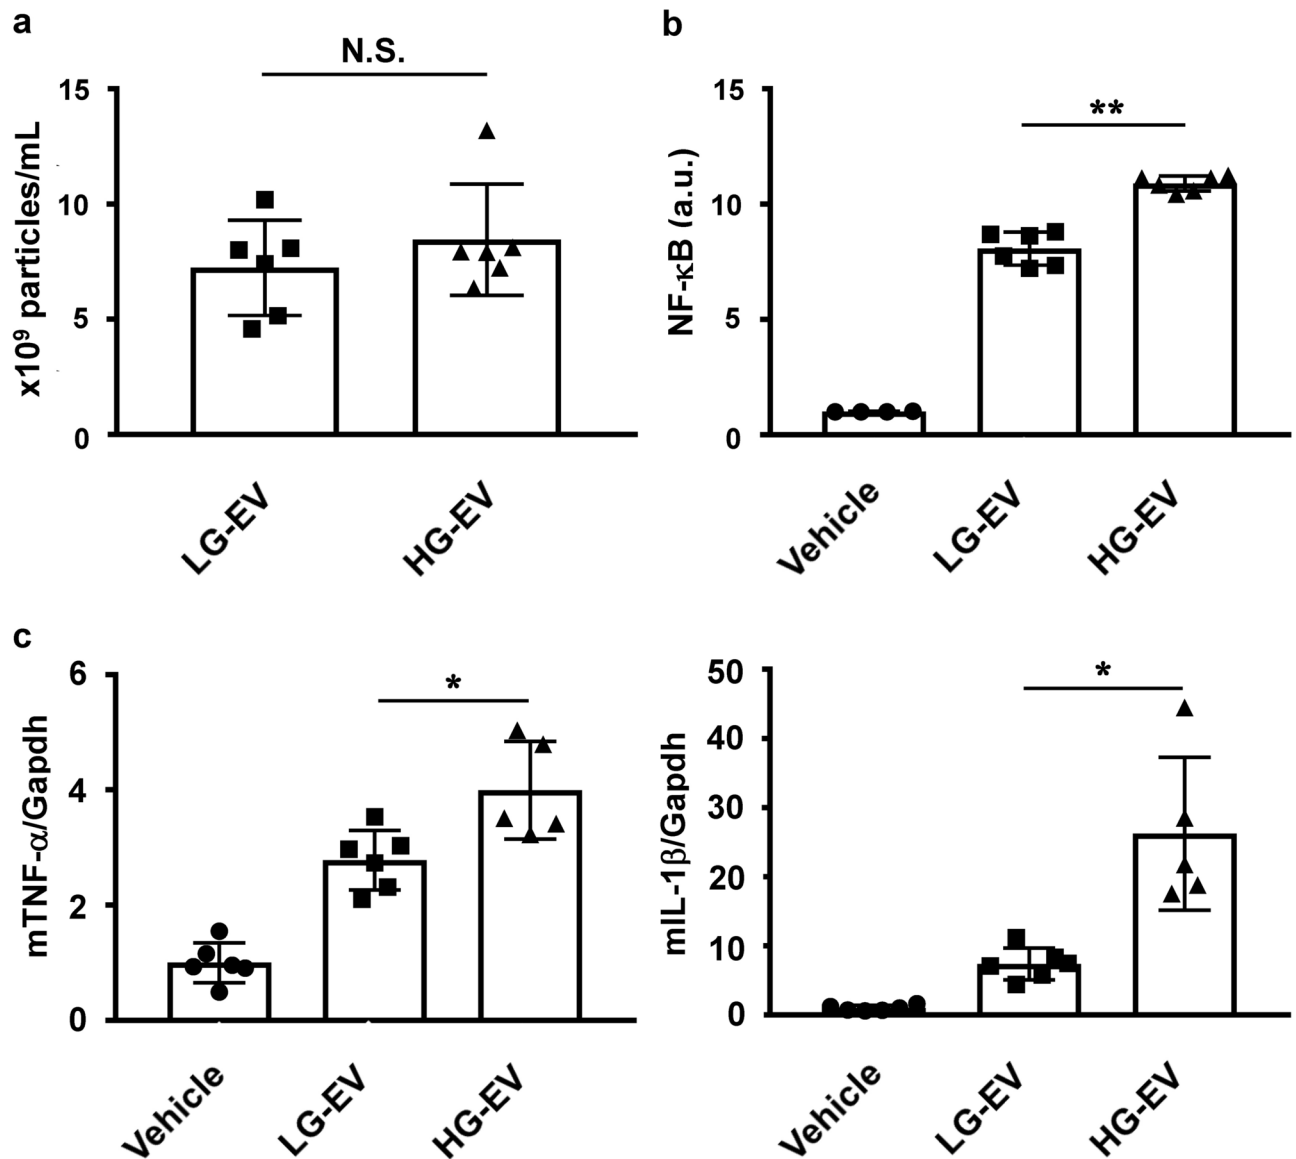 a
N.S.
x10⁹ particles/mL
15
10
5
0
LG-EV
HG-EV
b
**
NF-κB (a.u.)
15
10
5
0
Vehicle
LG-EV
HG-EV
c
*
mTNF-α/Gapdh
6
4
2
0
Vehicle
LG-EV
HG-EV
*
mIL-1β/Gapdh
50
40
30
20
10
0
Vehicle
LG-EV
HG-EV